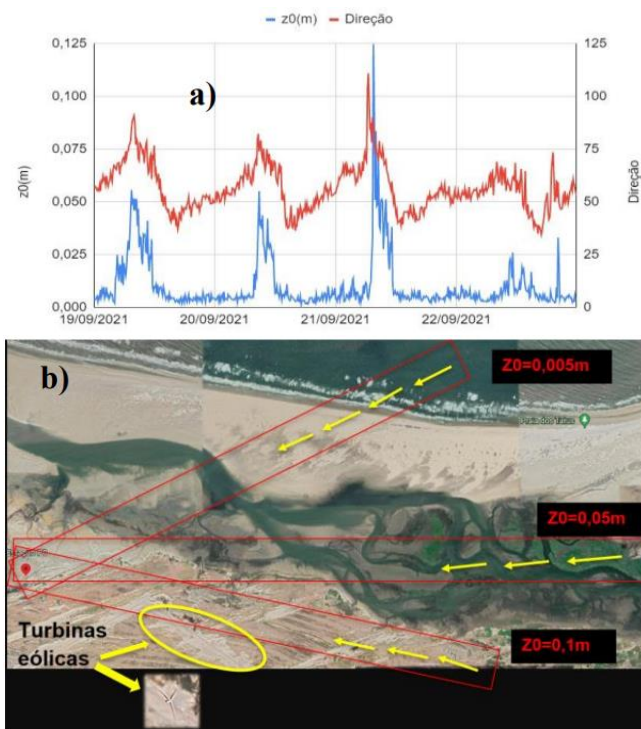 z0(m) Direção
a)
0,125 125
0,100 100
0,075 75
0,050 50
0,025 25
0,000 0
z0(m)
Direção
19/09/2021 20/09/2021 21/09/2021 22/09/2021
b)
Z0=0,005m
Z0=0,05m
Z0=0,1m
Turbinas
eólicas